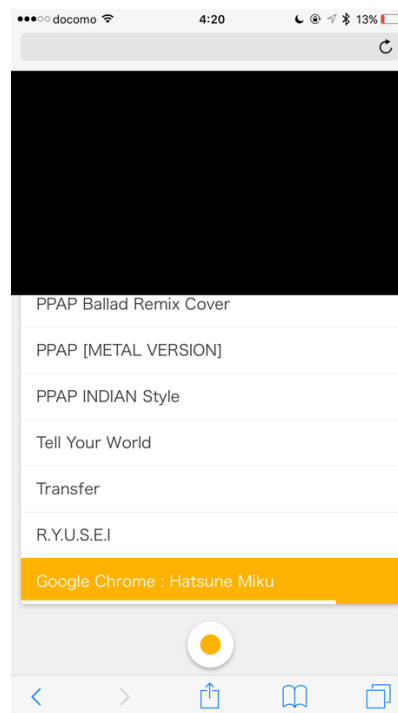 docomo 4:20 13%
PPAP Ballad Remix Cover
PPAP [METAL VERSION]
PPAP INDIAN Style
Tell Your World
Transfer
R.Y.U.S.E.I
Google Chrome : Hatsune Miku